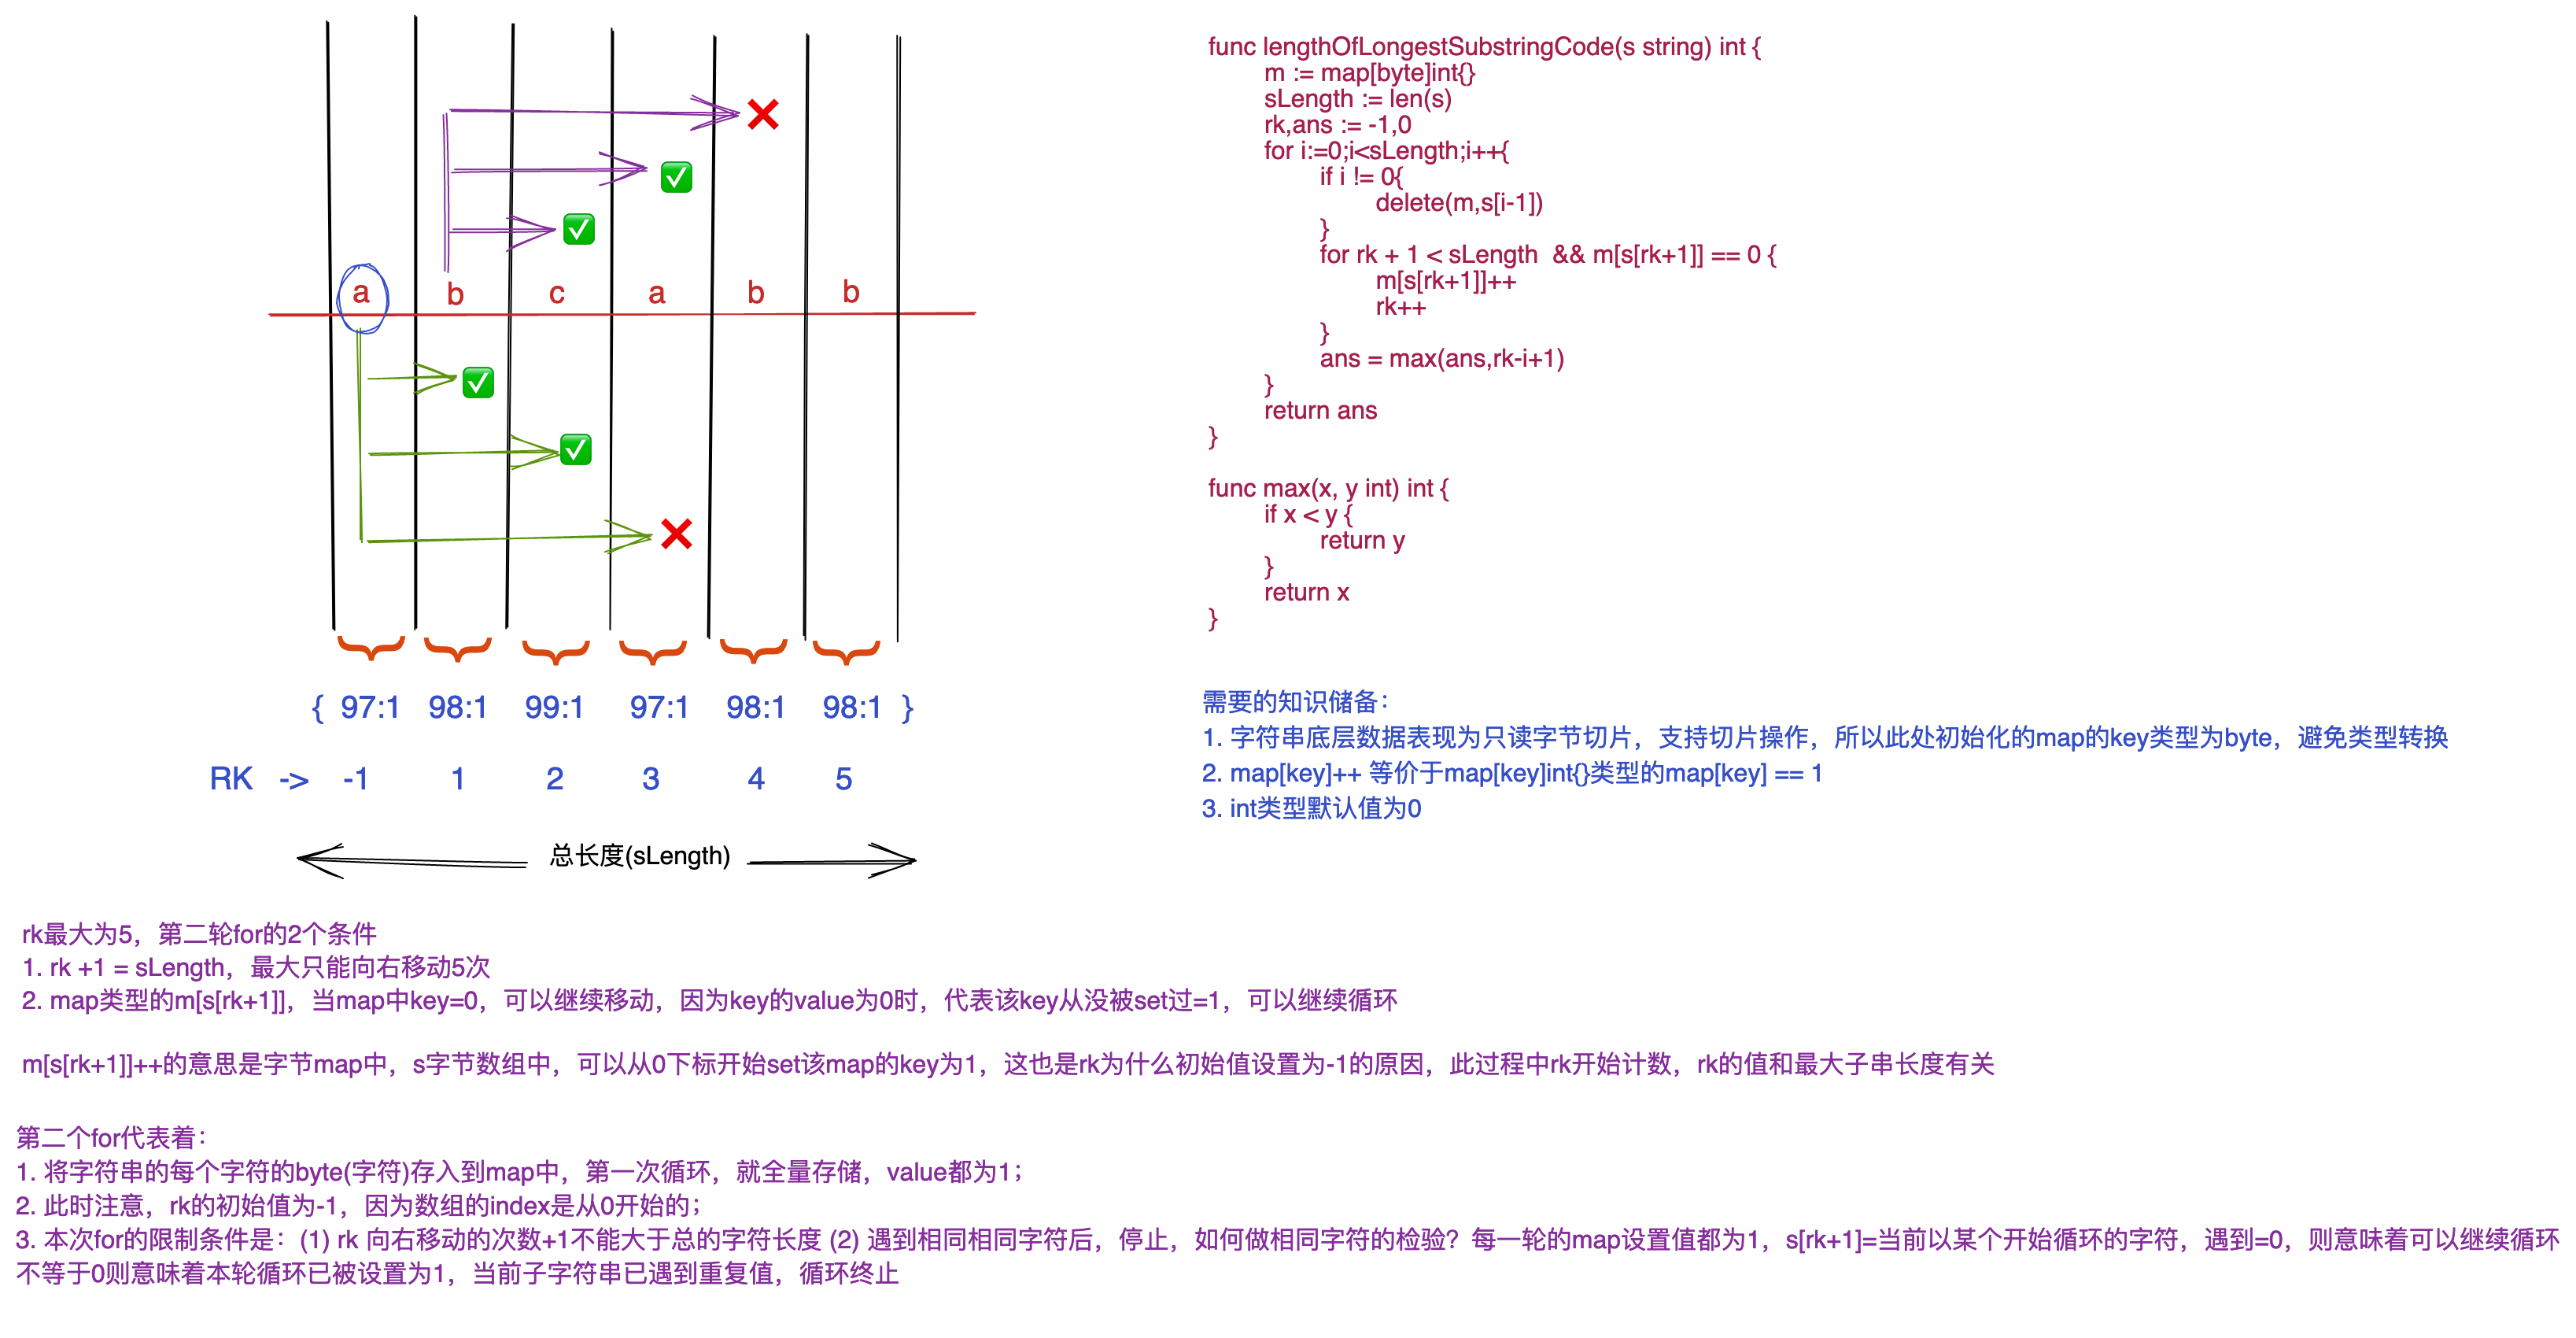 a b c a b b
{ 97:1 98:1 99:1 97:1 98:1 98:1 }
RK -> -1 1 2 3 4 5
总长度(sLength)
func lengthOfLongestSubstringCode(s string) int {
m := map[byte]int{}
sLength := len(s)
rk,ans := -1,0
for i:=0;i<sLength;i++{
if i != 0{
delete(m,s[i-1])
}
for rk + 1 < sLength  && m[s[rk+1]] == 0 {
m[s[rk+1]]++
rk++
}
ans = max(ans,rk-i+1)
}
return ans
}
func max(x, y int) int {
if x < y {
return y
}
return x
}
需要的知识储备：
1. 字符串底层数据表现为只读字节切片，支持切片操作，所以此处初始化的map的key类型为byte，避免类型转换
2. map[key]++ 等价于map[key]int{}类型的map[key] == 1
3. int类型默认值为0
rk最大为5，第二轮for的2个条件
1. rk +1 = sLength，最大只能向右移动5次
2. map类型的m[s[rk+1]]，当map中key=0，可以继续移动，因为key的value为0时，代表该key从没被set过=1，可以继续循环
m[s[rk+1]]++的意思是字节map中，s字节数组中，可以从0下标开始set该map的key为1，这也是rk为什么初始值设置为-1的原因，此过程中rk开始计数，rk的值和最大子串长度有关
第二个for代表着：
1. 将字符串的每个字符的byte(字符)存入到map中，第一次循环，就全量存储，value都为1；
2. 此时注意，rk的初始值为-1，因为数组的index是从0开始的；
3. 本次for的限制条件是：(1) rk 向右移动的次数+1不能大于总的字符长度 (2) 遇到相同相同字符后，停止，如何做相同字符的检验？每一轮的map设置值都为1，s[rk+1]=当前以某个开始循环的字符，遇到=0，则意味着可以继续循环
不等于0则意味着本轮循环已被设置为1，当前子字符串已遇到重复值，循环终止